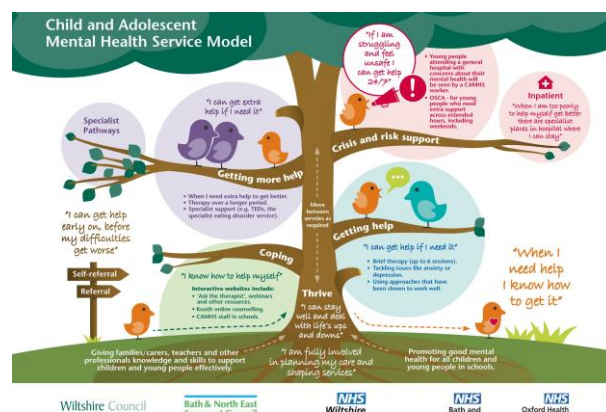 Child and Adolescent
Mental Health Service Model
"If I am
struggling and
feel unsafe I
can get help
24/7"
• Young people
attending a general
hospital with
concerns about their
mental health will
be seen by a CAMHS
worker.
• OSCA - for young
people who need
extra support
across extended
hours, including
weekends.
Inpatient
"When I am too poorly
to help myself get better
there are specialist
places in hospital where
I can stay"
Crisis and risk support
Specialist
Pathways
"I can get extra
help if I need it"
Getting more help
• When I need extra help to get better.
• Therapy over a longer period.
• Specialist support (e.g. TEDs, the
specialist eating disorder service).
Move
between
services as
required
Getting help
"I can get help if I need it"
• Brief therapy (up to 6 sessions).
• Tackling issues like anxiety or
depression.
• Using approaches that
have been shown to work well.
"I can get help
early on, before
my difficulties
get worse"
Self-referral
Referral
Coping
"I know how to help myself"
Interactive websites include:
• 'Ask the therapist', webinars
and other resources.
• Kooth online counselling.
• CAMHS staff in schools.
"When I
need help
I know how
to get it"
Thrive
"I can stay
well and deal
with life's ups
and downs"
"I am fully involved
in planning my care and
shaping services"
Giving families/carers, teachers and other
professionals knowledge and skills to support
children and young people effectively.
Promoting good mental
health for all children and
young people in schools.
Wiltshire Council
Bath & North East
NHS
Wiltshire
NHS
Bath and
NHS
Oxford Health